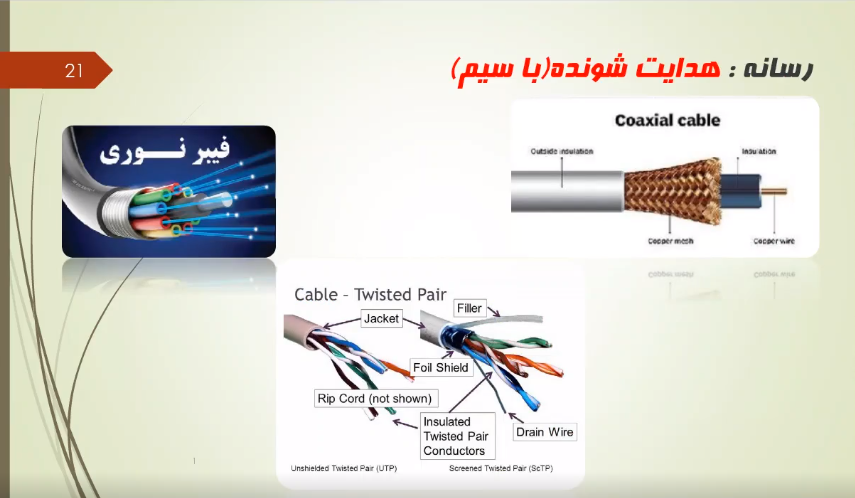 21
رسانه : هدایت شونده(با سیم)
فیبر نـــوری
Coaxial cable
Outside insulation
Insulation
Copper mesh
Copper wire
Cable – Twisted Pair
Filler
Jacket
Foil Shield
Rip Cord (not shown)
Insulated
Twisted Pair
Conductors
Drain Wire
Unshielded Twisted Pair (UTP)
Screened Twisted Pair (ScTP)